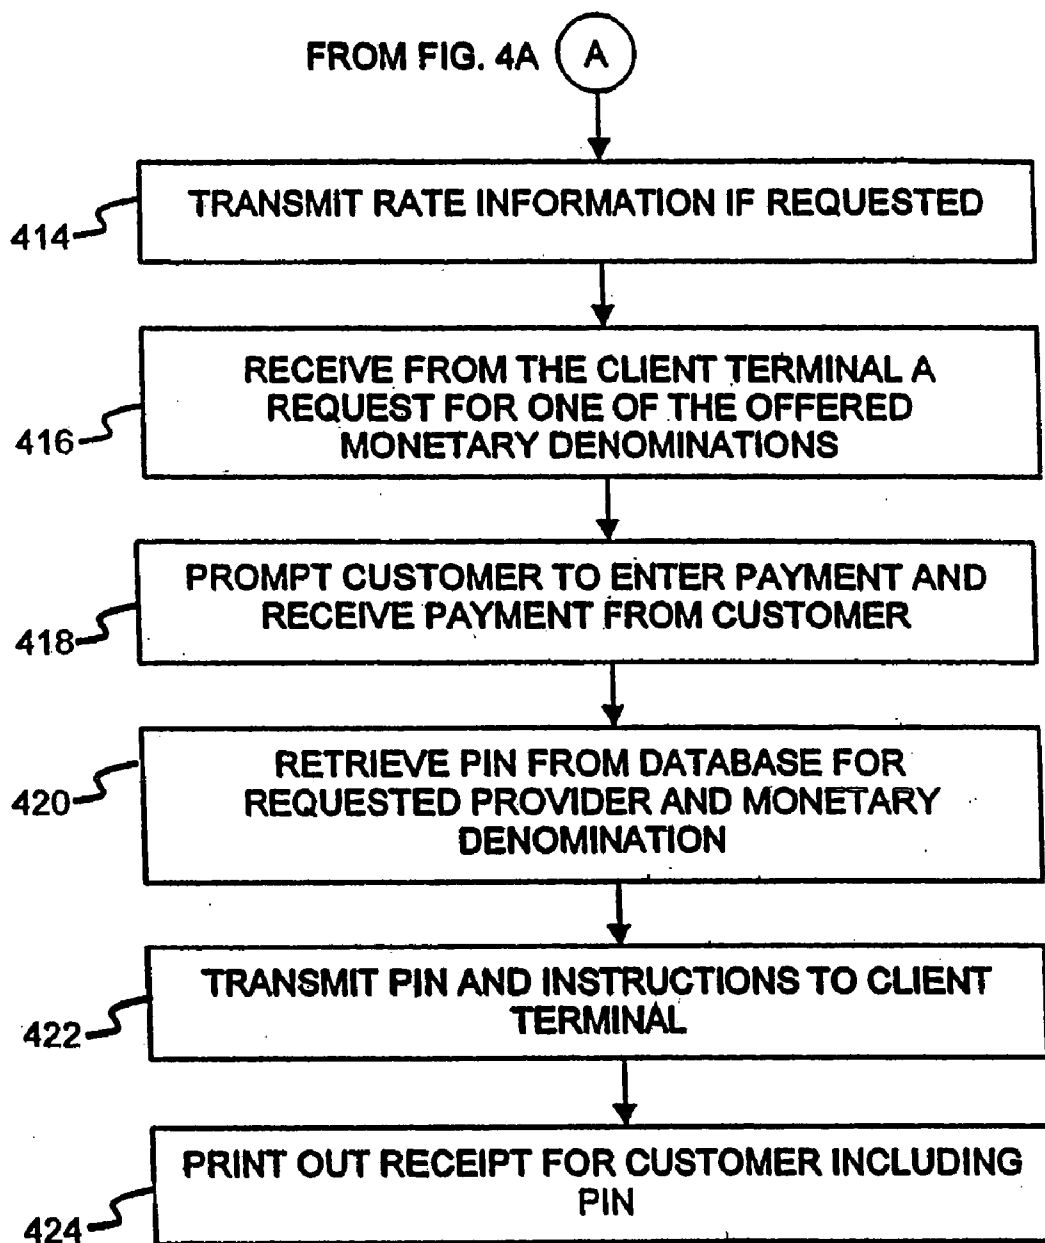 FROM FIG. 4A A
TRANSMIT RATE INFORMATION IF REQUESTED
414
RECEIVE FROM THE CLIENT TERMINAL A
REQUEST FOR ONE OF THE OFFERED
MONETARY DENOMINATIONS
416
PROMPT CUSTOMER TO ENTER PAYMENT AND
RECEIVE PAYMENT FROM CUSTOMER
418
RETRIEVE PIN FROM DATABASE FOR
REQUESTED PROVIDER AND MONETARY
DENOMINATION
420
TRANSMIT PIN AND INSTRUCTIONS TO CLIENT
TERMINAL
422
PRINT OUT RECEIPT FOR CUSTOMER INCLUDING
PIN
424